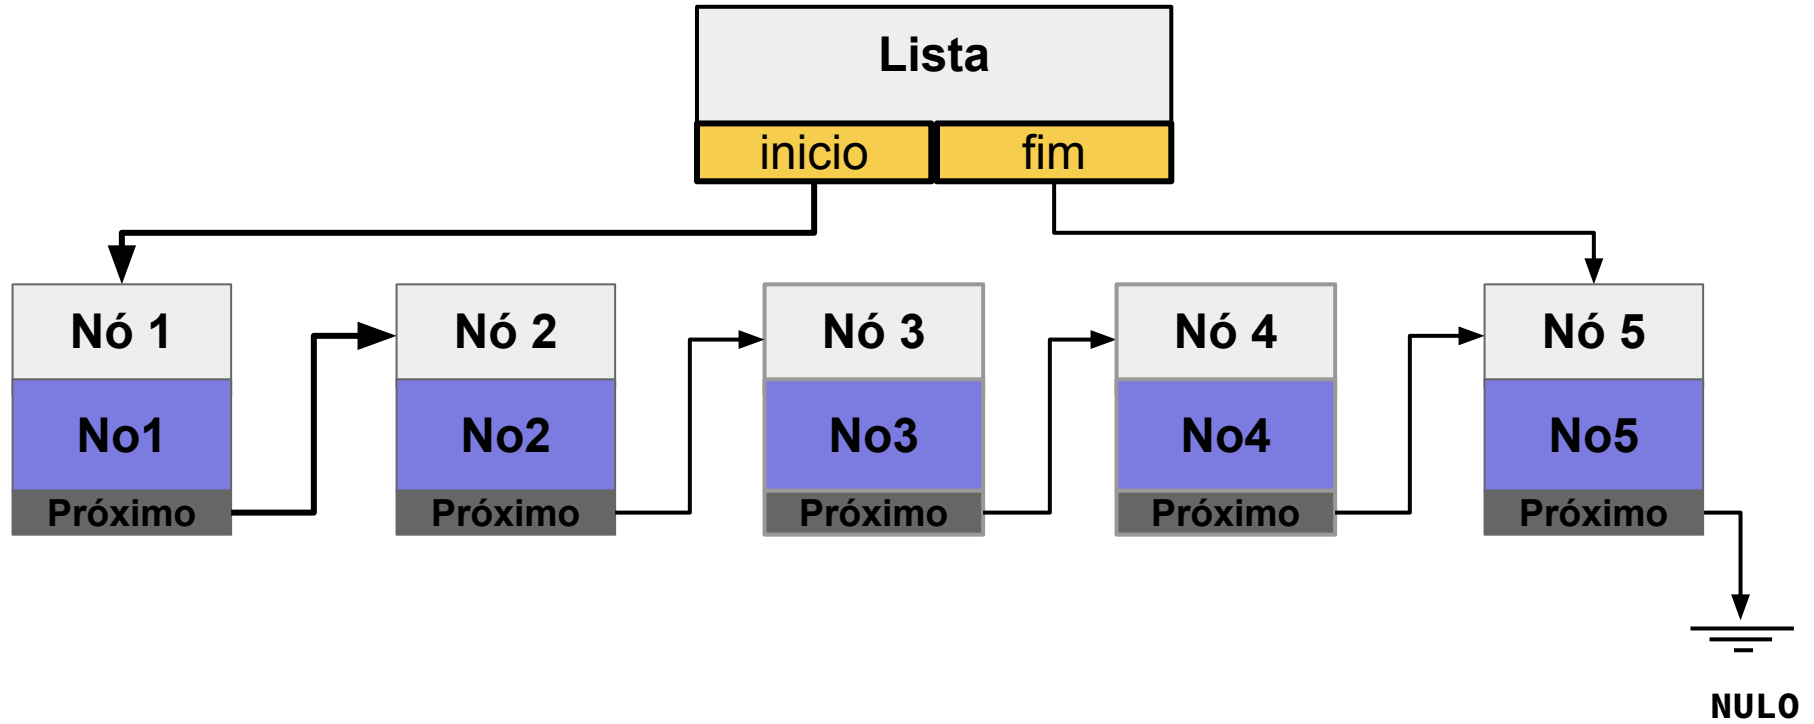 Lista
inicio fim
Nó 1 Nó 2 Nó 3 Nó 4 Nó 5
No1 No2 No3 No4 No5
Próximo Próximo Próximo Próximo Próximo
NULO